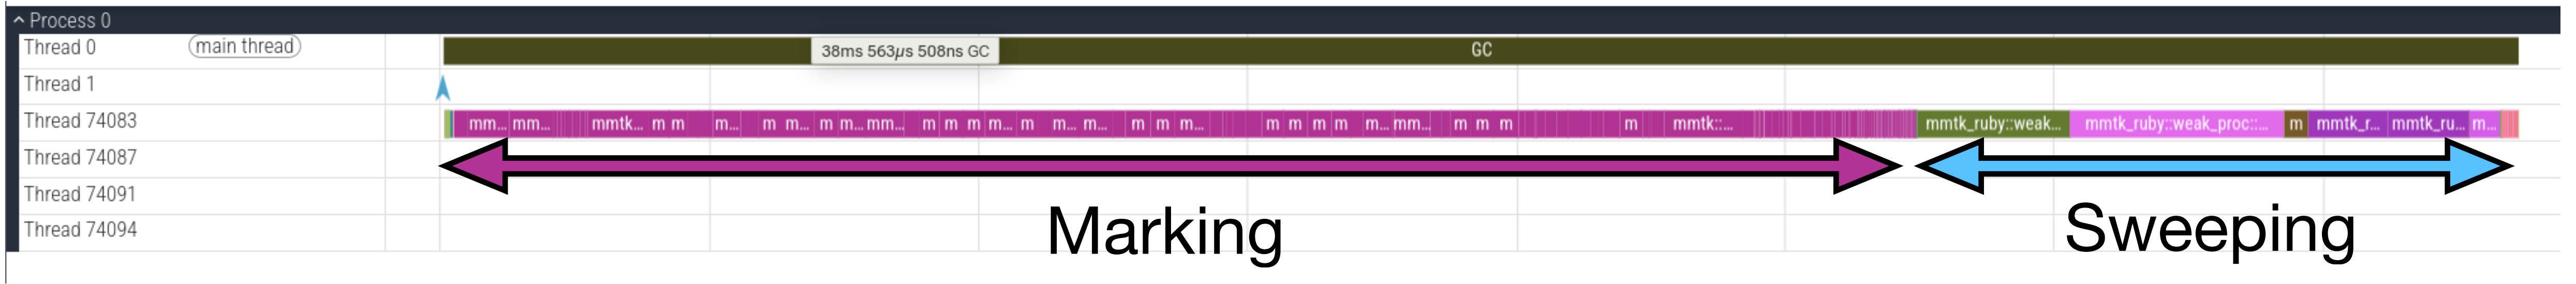 Process 0
Thread 0 main thread 38ms 563µs 508ns GC GC
Thread 1
Thread 74083 mm... mm... mmtk... m m m... m m... m m... mm... m m m m... m m... m... m m m... m m m m m... mm... m m m m mmtk::... mmtk_ruby::weak... mmtk_ruby::weak_proc::... m mmtk_r... mmtk_ru... m...
Thread 74087
Thread 74091
Thread 74094
Marking Sweeping